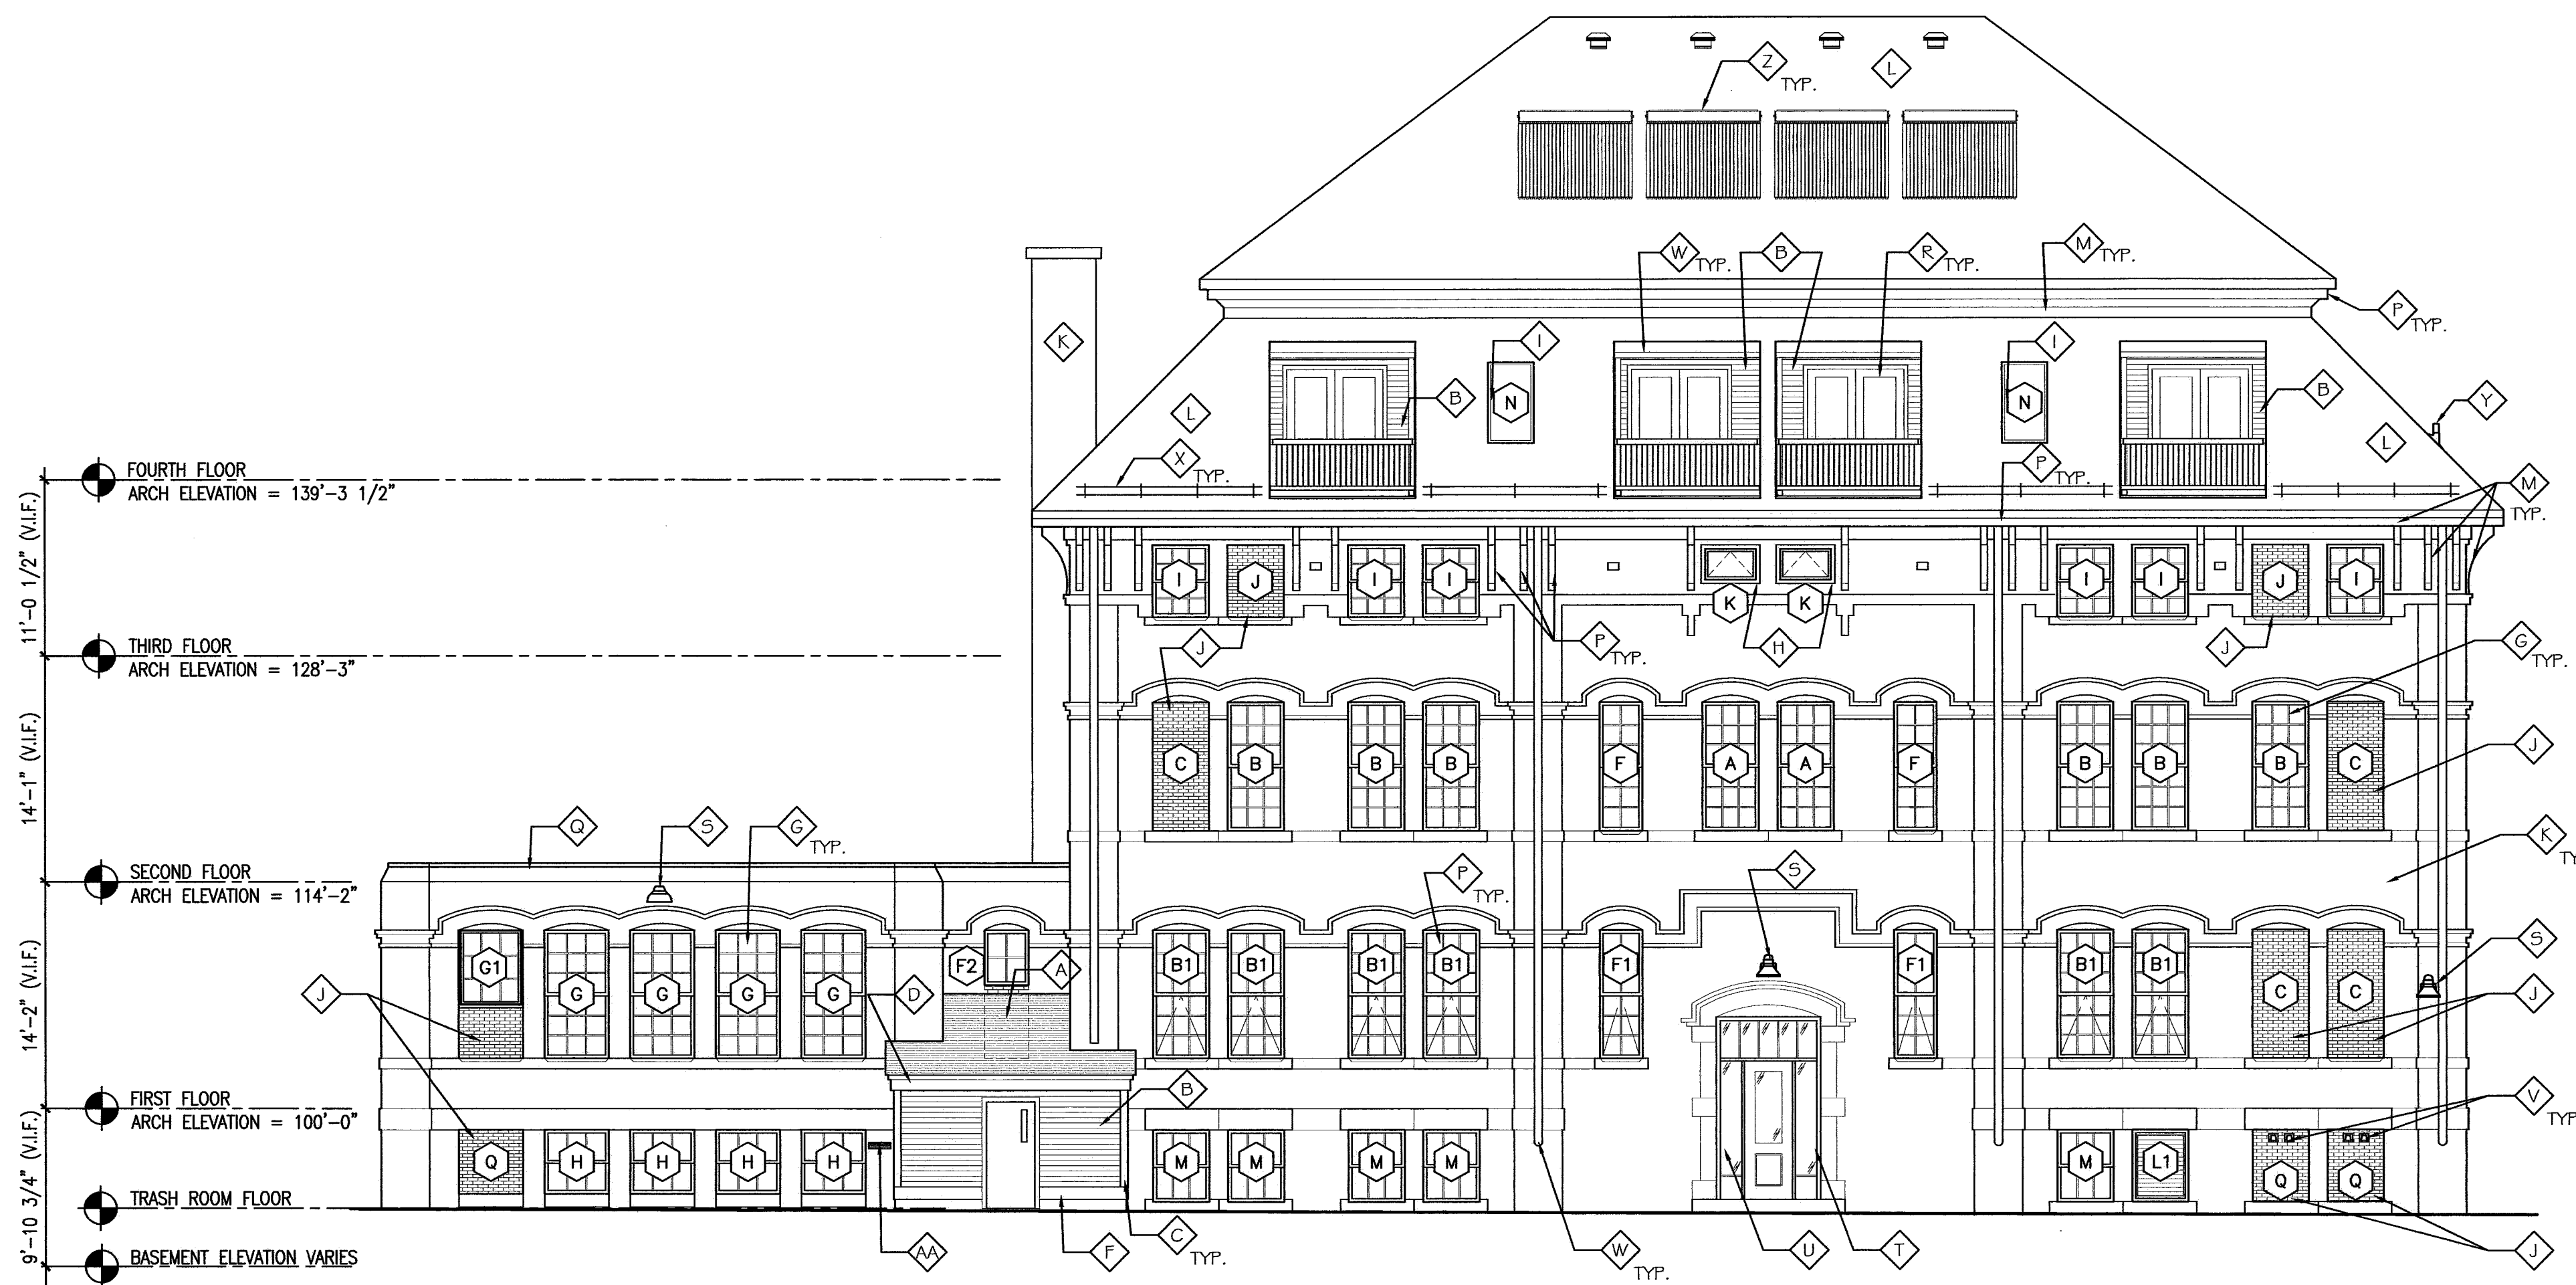 Z
TYP.
L
W
TYP.
B
R
TYP.
M
TYP.
P
TYP.
K
I
I
N
N
B
B
Y
L
L
X
TYP.
P
TYP.
M
TYP.
FOURTH FLOOR
ARCH ELEVATION = 139'-3 1/2"
11'-0 1/2" (V.I.F.)
I
J
I
I
K
K
I
I
J
I
THIRD FLOOR
ARCH ELEVATION = 128'-3"
J
P
TYP.
H
J
G
TYP.
14'-1" (V.I.F.)
C
B
B
B
F
A
A
F
B
B
B
C
J
Q
S
G
TYP.
K
TY
SECOND FLOOR
ARCH ELEVATION = 114'-2"
P
TYP.
S
S
14'-2" (V.I.F.)
J
G1
G
G
G
G
F2
A
D
B1
B1
B1
B1
F1
F1
B1
B1
C
C
J
FIRST FLOOR
ARCH ELEVATION = 100'-0"
B
V
TYP
9'-10 3/4" (V.I.F.)
Q
H
H
H
H
M
M
M
M
M
L1
Q
Q
TRASH ROOM FLOOR
BASEMENT ELEVATION VARIES
AA
F
C
TYP.
W
TYP.
U
T
J